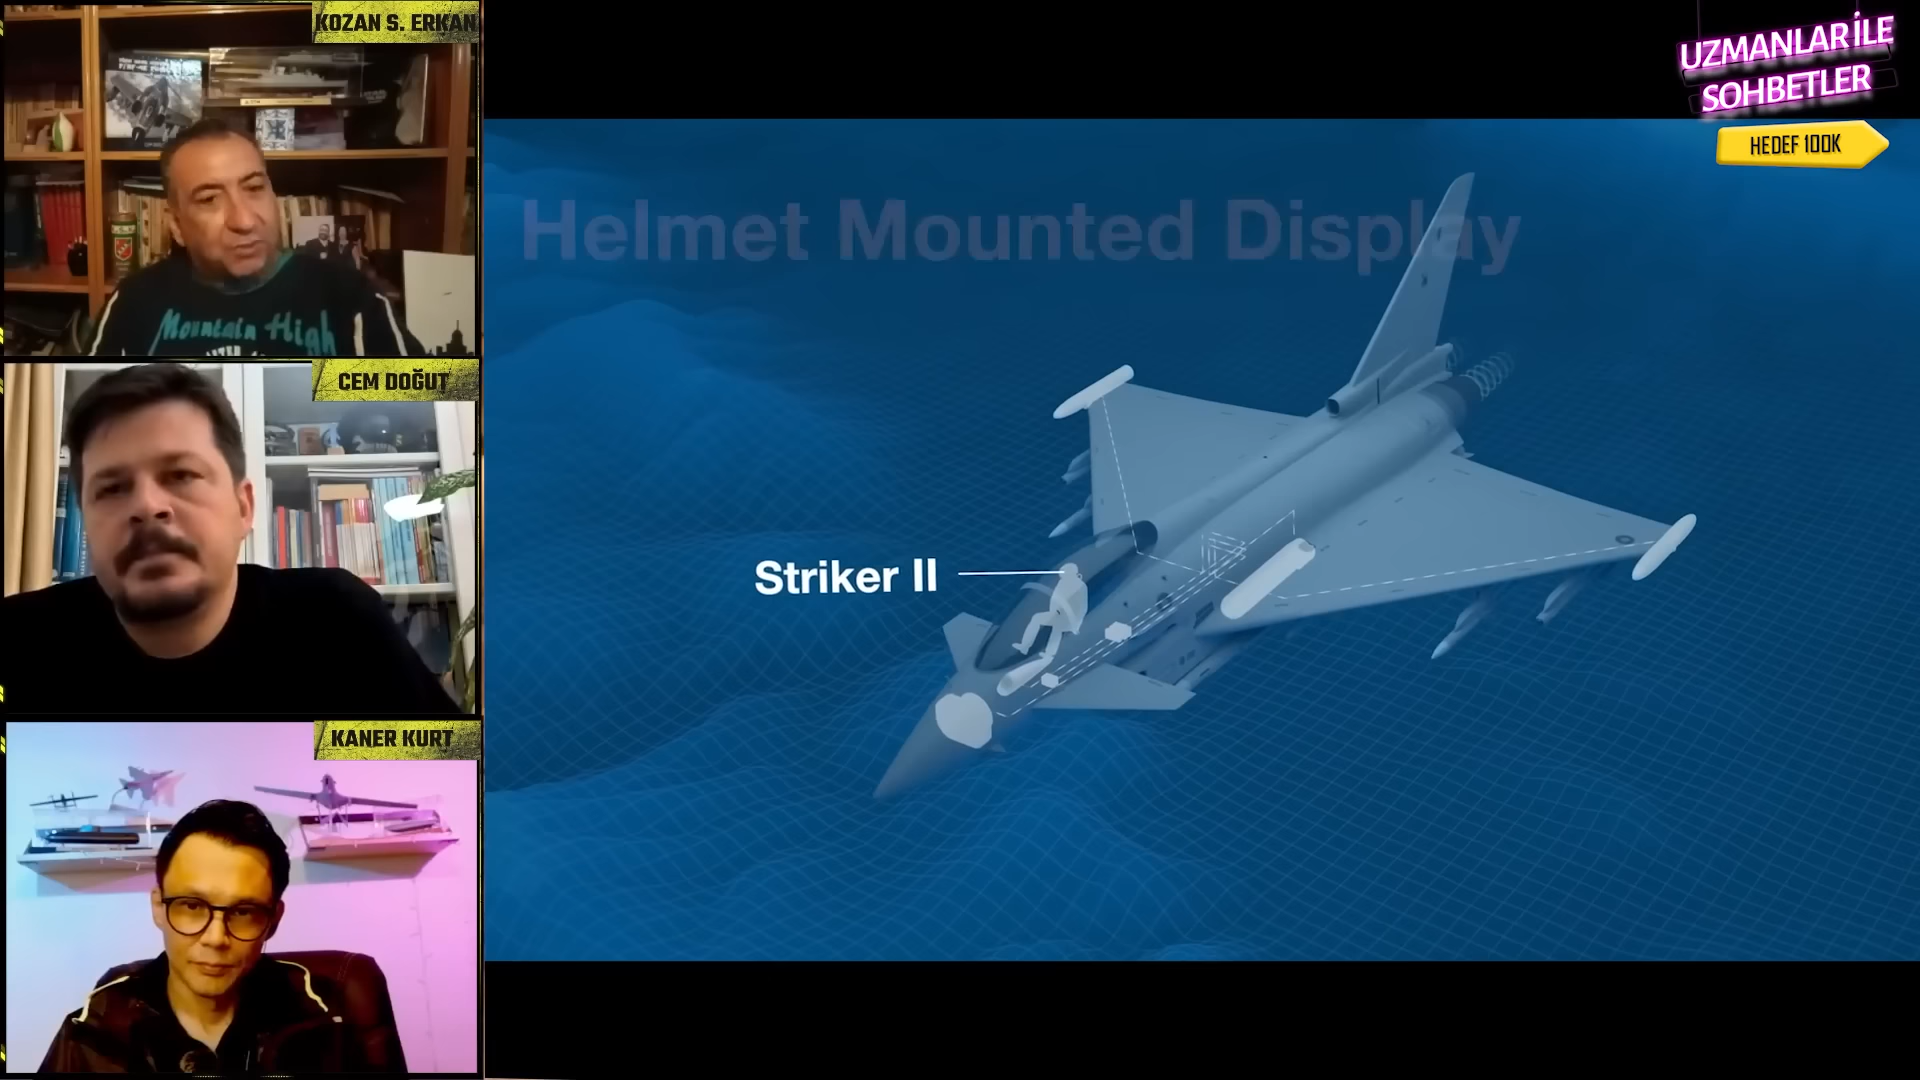 KOZAN S. ERKAN
Mountain High
CEM DOĞUT
KANER KURT
UZMANLAR İLE
SOHBETLER
HEDEF 100K
Helmet Mounted Display
Striker II